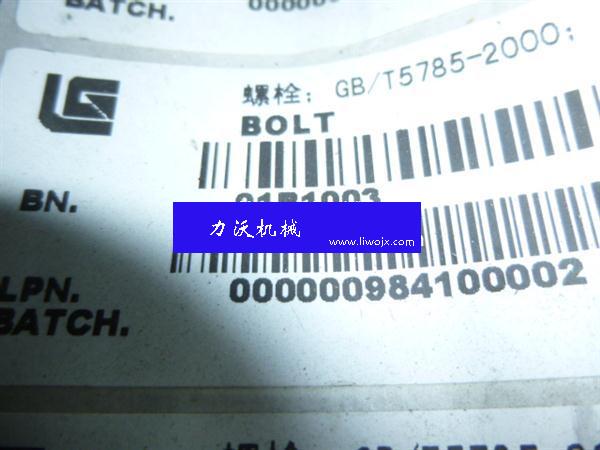 BATCH.
螺栓; GB/T5785-2000;
BOLT
BN.
力沃机械
www.liwojx.com
LPN.
000000984100002
BATCH.